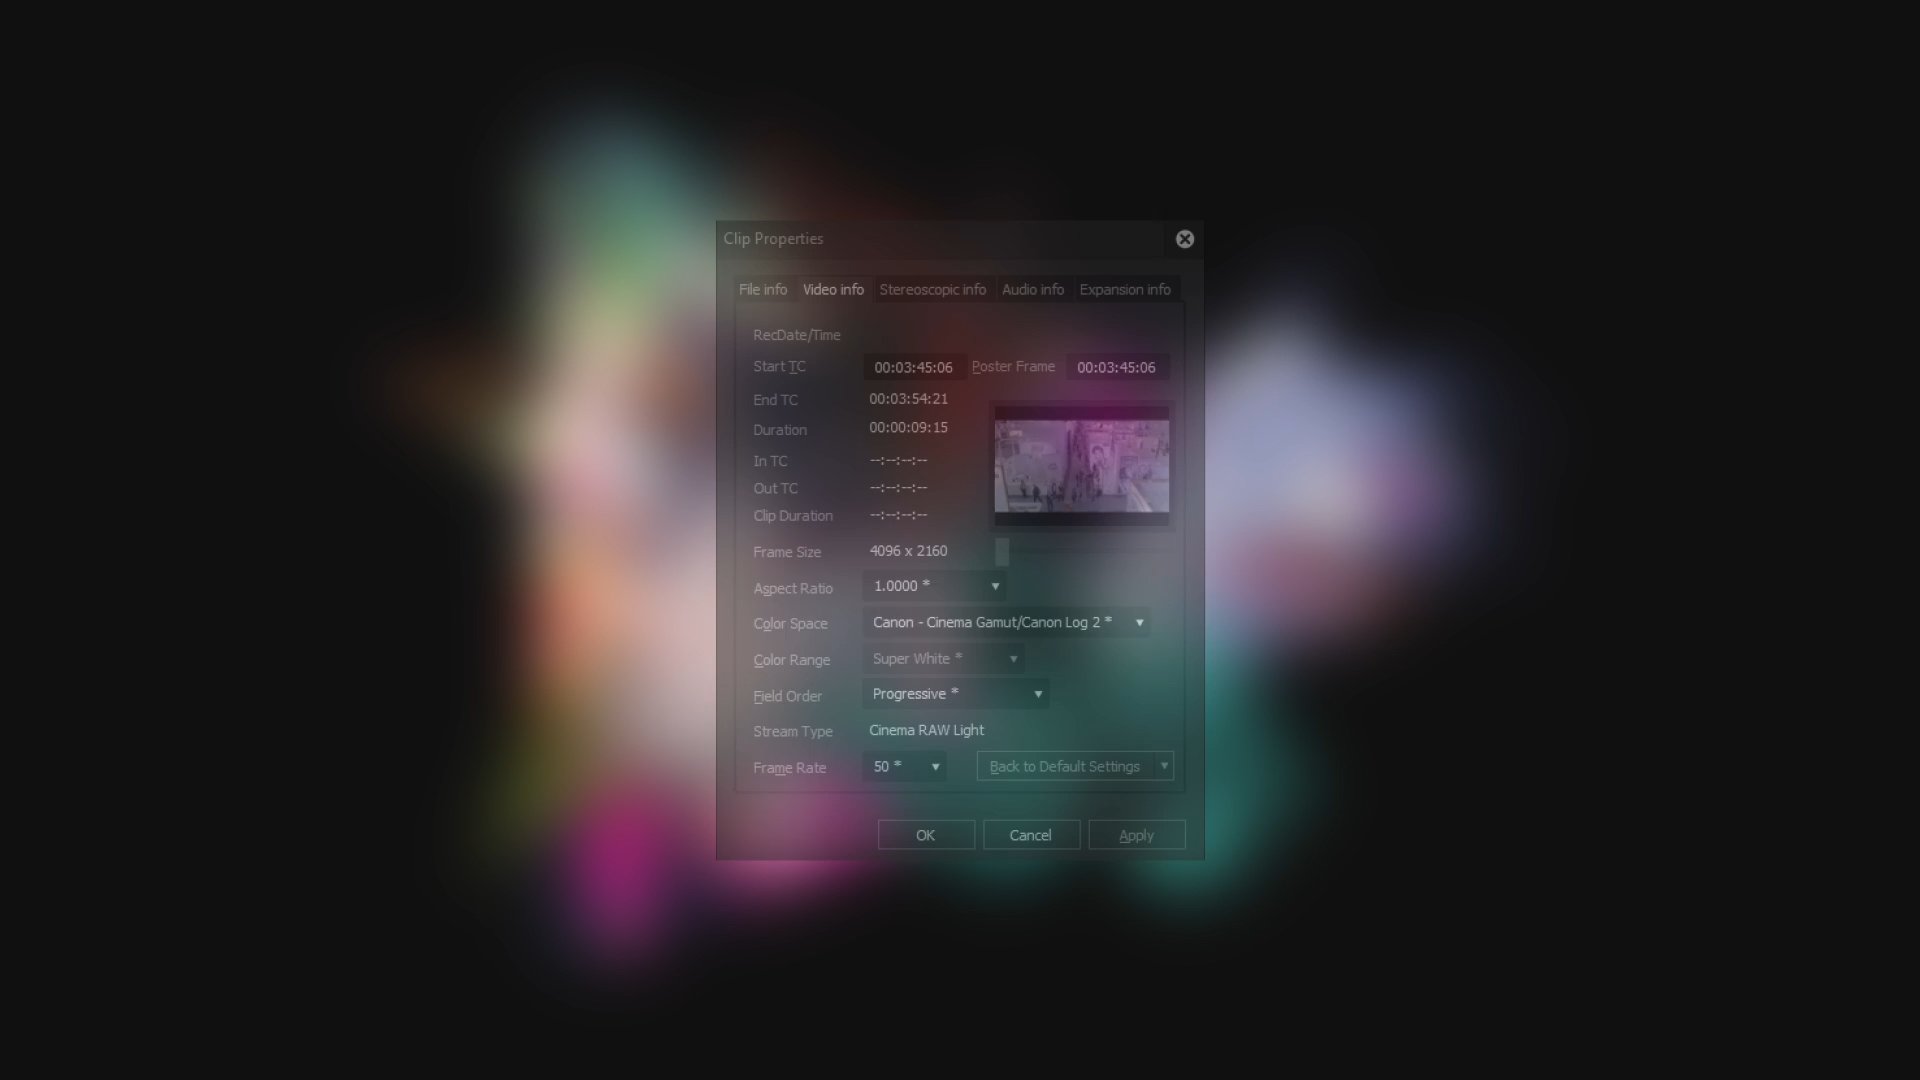 Clip Properties
File info Video info Stereoscopic info Audio info Expansion info
RecDate/Time
Start TC 00:03:45:06 Poster Frame 00:03:45:06
End TC 00:03:54:21
Duration 00:00:09:15
In TC --:--:--:--
Out TC --:--:--:--
Clip Duration --:--:--:--
Frame Size 4096 x 2160
Aspect Ratio 1.0000 *
Color Space Canon - Cinema Gamut/Canon Log 2 *
Color Range Super White *
Field Order Progressive *
Stream Type Cinema RAW Light
Frame Rate 50 * Back to Default Settings
OK Cancel Apply